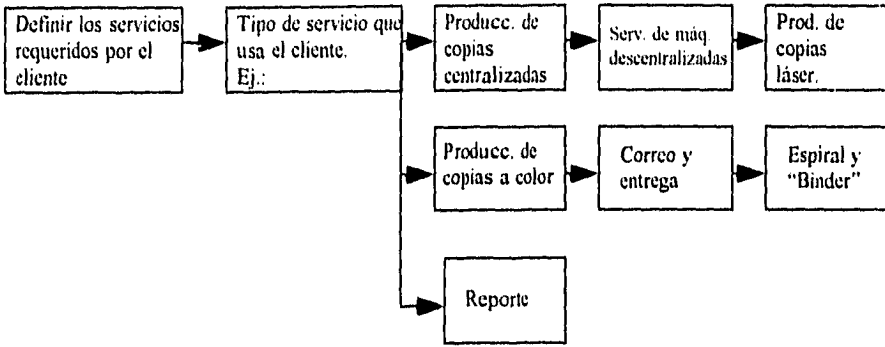 Definir los servicios
requeridos por el
cliente
Tipo de servicio que
usa el cliente.
Ej.:
Producc. de
copias
centralizadas
Serv. de máq.
descentralizadas
Prod. de
copias
láser.
Producc. de
copias a color
Correo y
entrega
Espiral y
“Binder”
Reporte